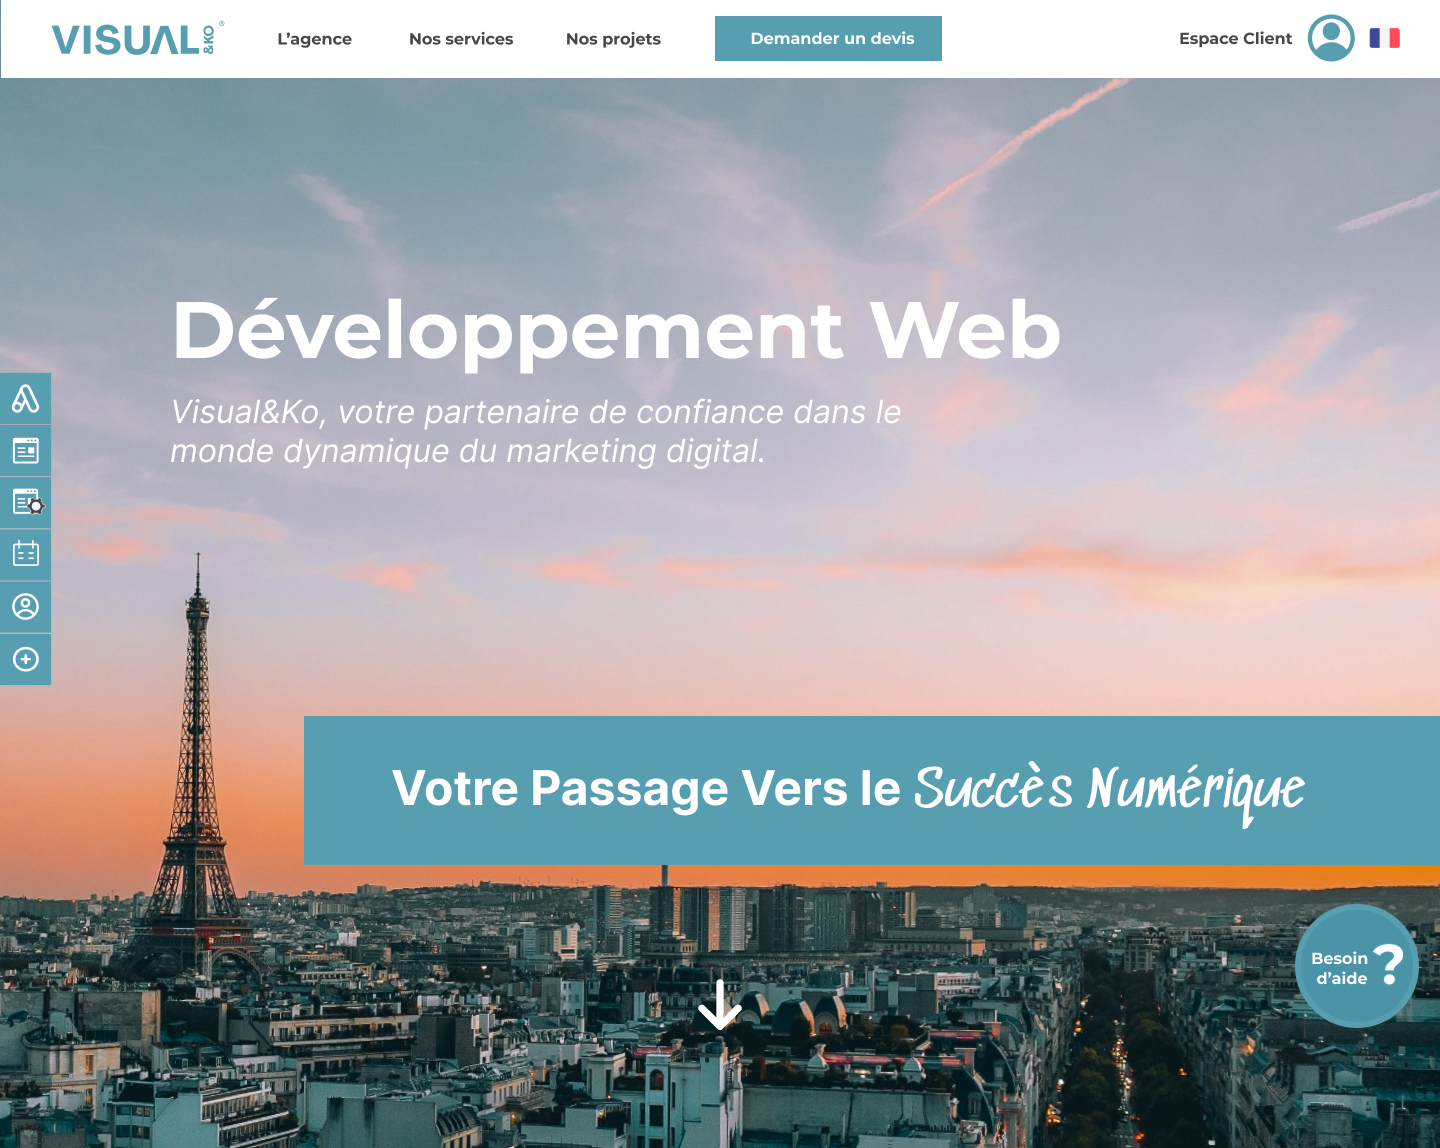 VISUAL &KO ®
L’agence
Nos services
Nos projets
Demander un devis
Espace Client
Développement Web
Visual&Ko, votre partenaire de confiance dans le
monde dynamique du marketing digital.
Votre Passage Vers le Succès Numérique
Besoin
d’aide ?